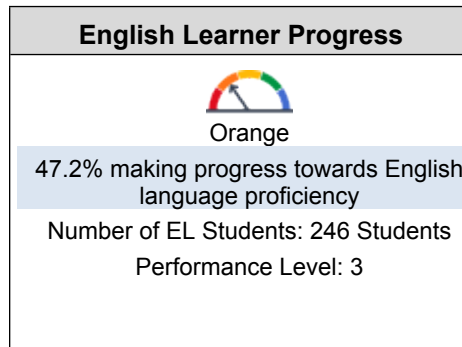 English Learner Progress
Orange
47.2% making progress towards English
language proficiency
Number of EL Students: 246 Students
Performance Level: 3